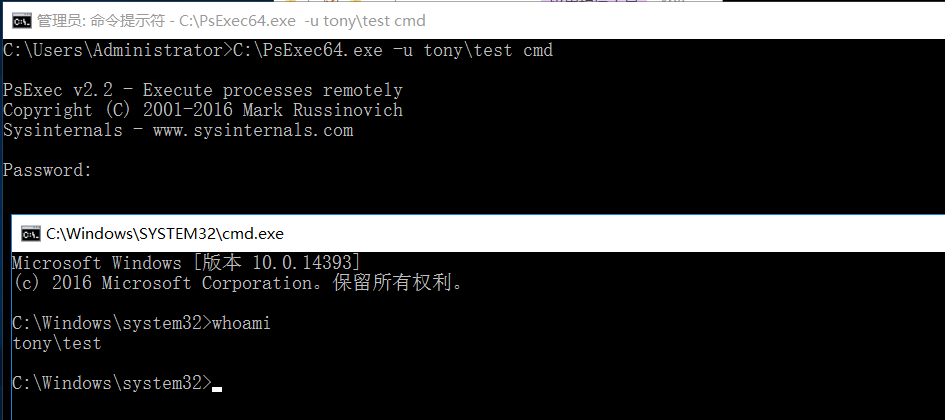 管理员: 命令提示符 - C:\PsExec64.exe -u tony\test cmd
C:\Users\Administrator>C:\PsExec64.exe -u tony\test cmd
PsExec v2.2 - Execute processes remotely
Copyright (C) 2001-2016 Mark Russinovich
Sysinternals - www.sysinternals.com
Password:
C:\Windows\SYSTEM32\cmd.exe
Microsoft Windows [版本 10.0.14393]
(c) 2016 Microsoft Corporation。保留所有权利。
C:\Windows\system32>whoami
tony\test
C:\Windows\system32>